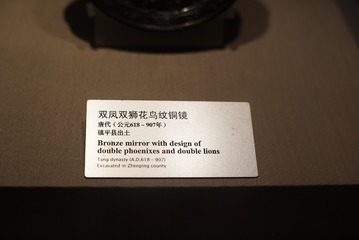 双凤双狮花鸟纹铜镜
唐代（公元618～907年）
镇平县出土
Bronze mirror with design of
double phoenixes and double lions
Tang dynasty (A.D.618～907)
Excavated in Zhenping county